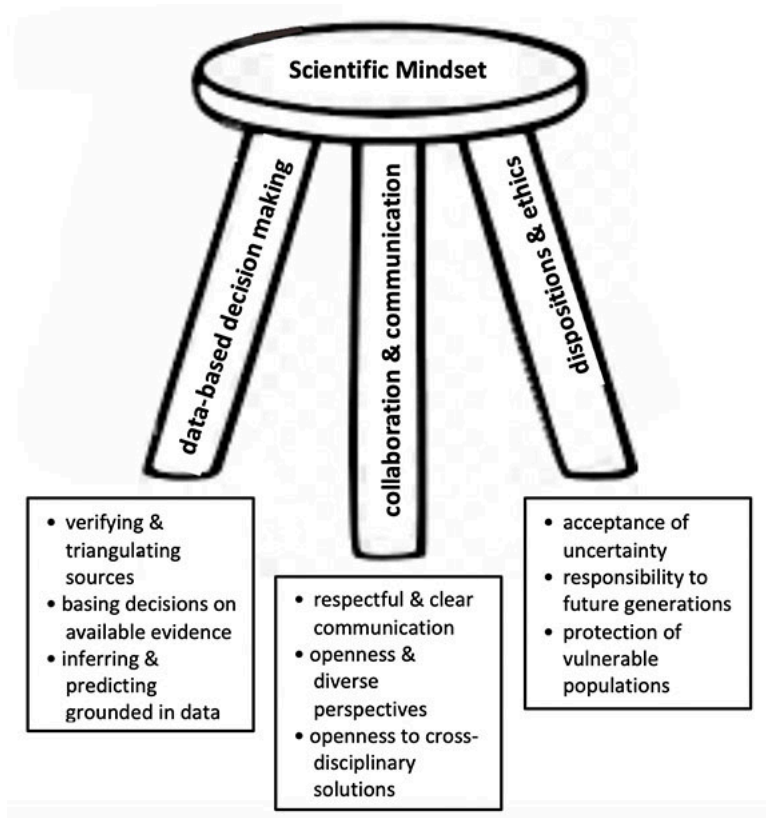 Scientific Mindset
data-based decision making
collaboration & communication
dispositions & ethics
• verifying &
triangulating
sources
• basing decisions on
available evidence
• inferring &
predicting
grounded in data
• respectful & clear
communication
• openness &
diverse
perspectives
• openness to cross-
disciplinary
solutions
• acceptance of
uncertainty
• responsibility to
future generations
• protection of
vulnerable
populations